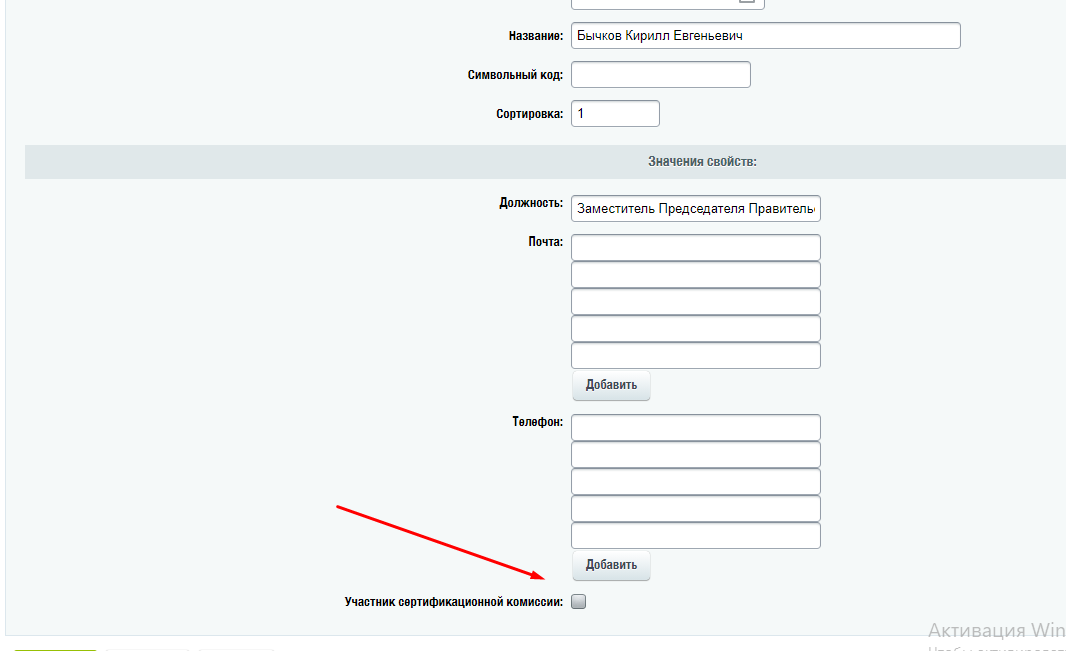 Название: Бычков Кирилл Евгеньевич
Символьный код:
Сортировка: 1
Значения свойств:
Должность: Заместитель Председателя Правитель
Почта:
Добавить
Телефон:
Добавить
Участник сертификационной комиссии:
Активация Win